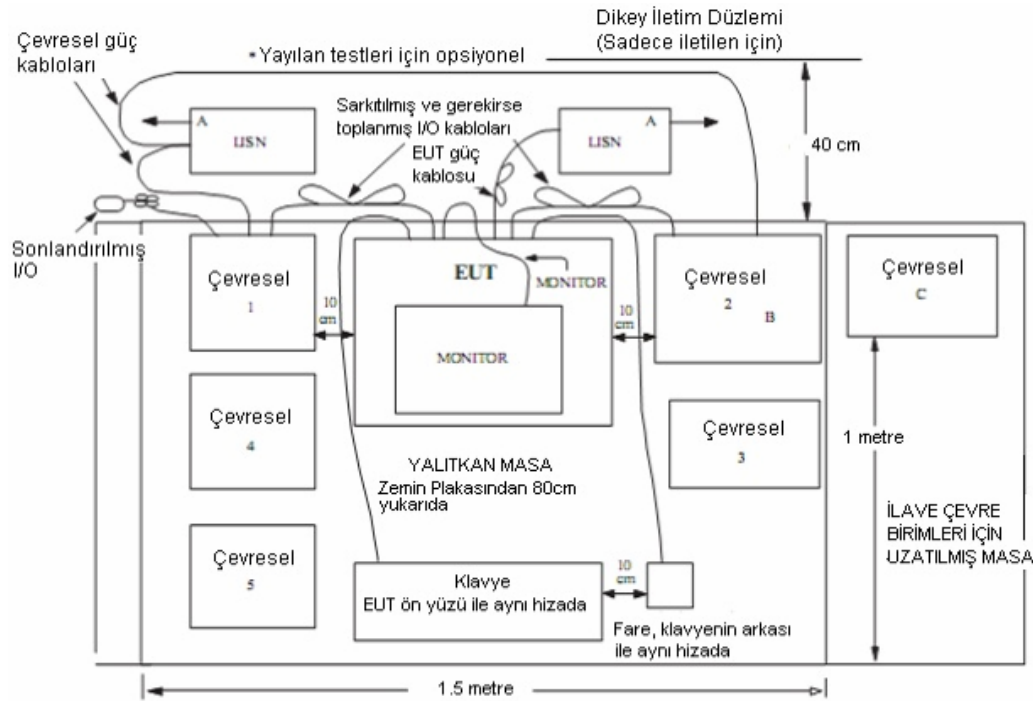 Dikey İletim Düzlemi
(Sadece iletilen için)
Çevresel güç
kabloları
* Yayılan testleri için opsiyonel
Sarkıtılmış ve gerekirse
toplanmış I/O kabloları
A
LISN
A
LISN
EUT güç
kablosu
40 cm
Sonlandırılmış
I/O
Çevresel
1
10
cm
EUT
MONITOR
MONITOR
10
cm
Çevresel
2
B
Çevresel
C
Çevresel
4
Çevresel
3
1 metre
YALITKAN MASA
Zemin Plakasından 80cm
yukarıda
Çevresel
5
Klavye
EUT ön yüzü ile aynı hizada
10
cm
İLAVE ÇEVRE
BİRİMLERİ İÇİN
UZATILMIŞ MASA
Fare, klavyenin arkası
ile aynı hizada
1.5 metre